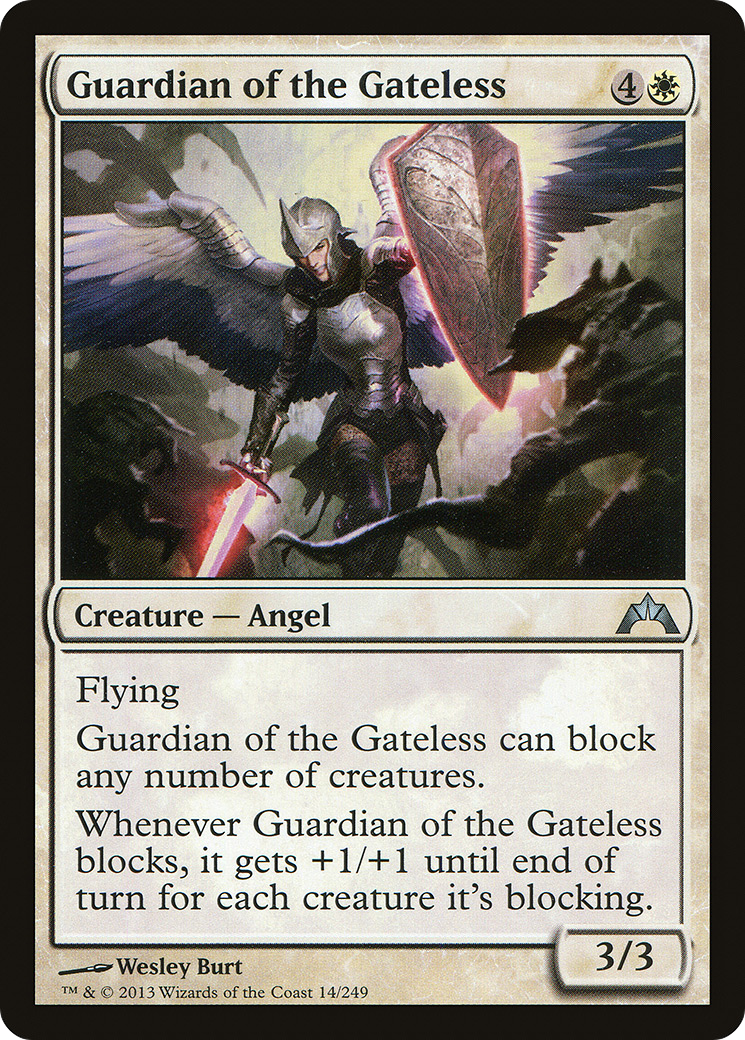 Guardian of the Gateless 4
Creature — Angel
Flying
Guardian of the Gateless can block
any number of creatures.
Whenever Guardian of the Gateless
blocks, it gets +1/+1 until end of
turn for each creature it's blocking.
3/3
Wesley Burt
™ & © 2013 Wizards of the Coast 14/249